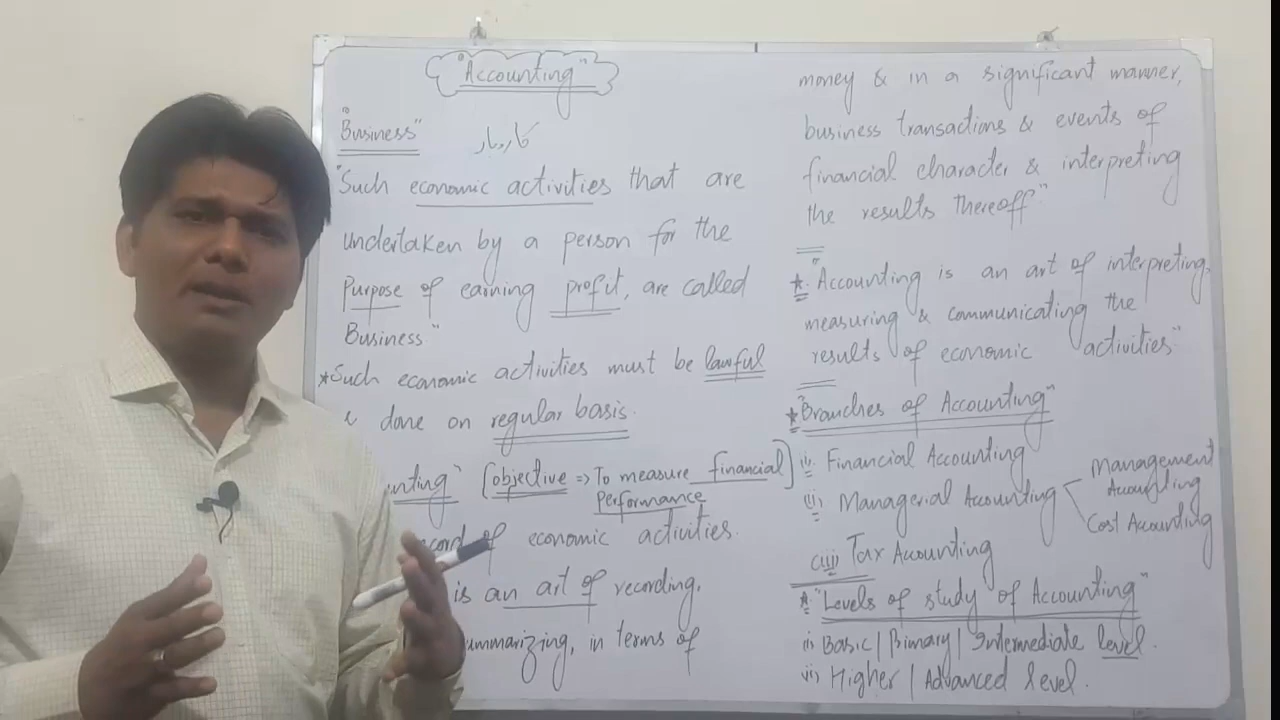 "Accounting"
"Business" کاروبار
"Such economic activities that are
undertaken by a person for the
Purpose of earning profit, are called
Business"
*Such economic activities must be lawful
& done on regular basis.
unting" [objective => To measure financial
Performance]
ecord of economic activities.
is an art of recording,
ummarizing, in terms of
money & in a significant manner,
business transactions & events of
financial character & interpreting
the results thereoff"
* "Accounting is an art of interpreting,
measuring & communicating the
results of economic activities"
* "Branches of Accounting"
(i) Financial Accounting
(ii) Managerial Accounting < Management Accounting
Cost Accounting
(iii) Tax Accounting
* "Levels of study of Accounting"
i) Basic | Primary | Intermediate level.
ii) Higher | Advanced level.